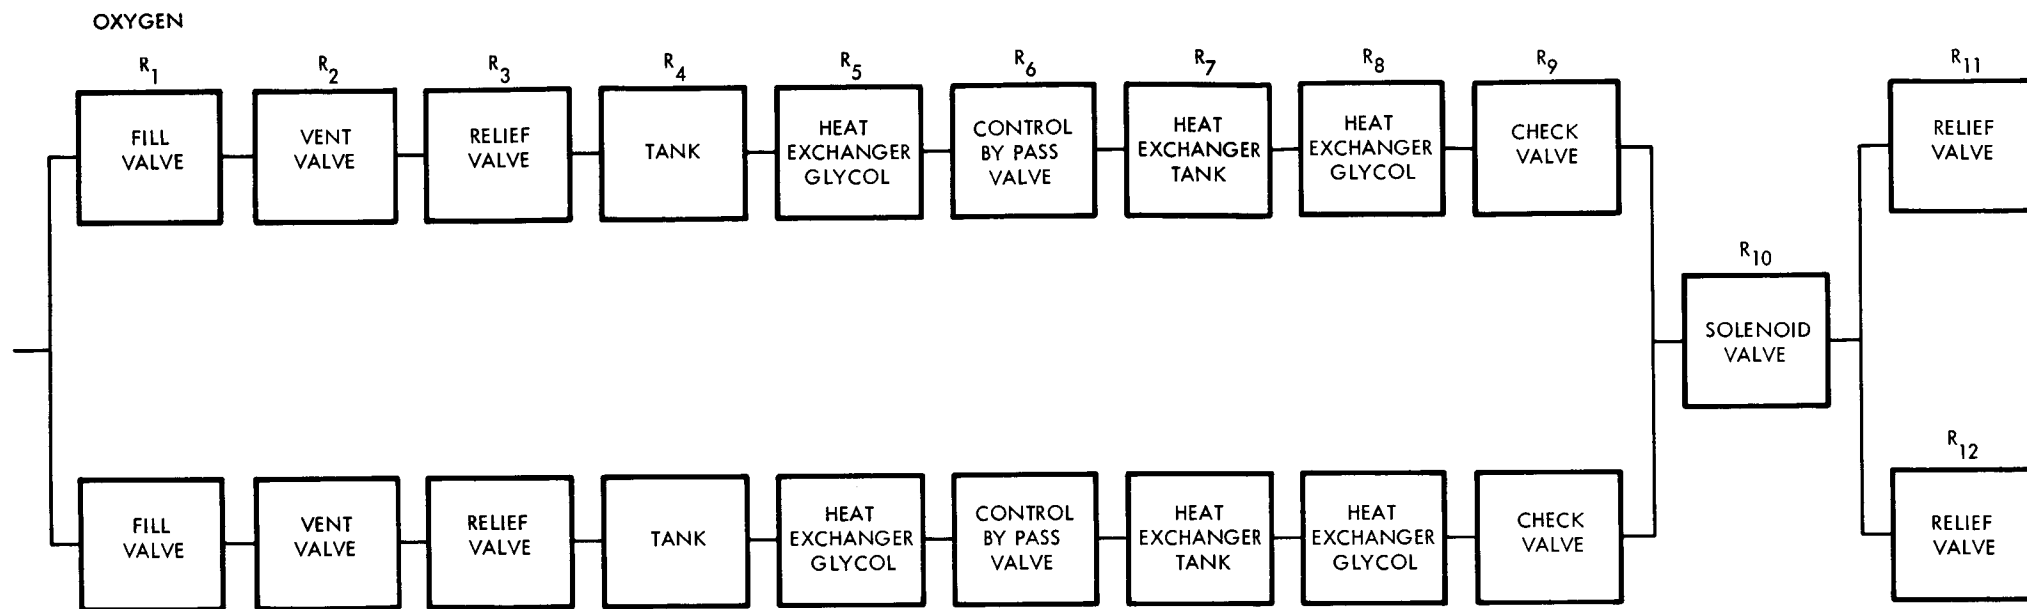 OXYGEN
R1
R2
R3
R4
R5
R6
R7
R8
R9
R11
FILL
VALVE
VENT
VALVE
RELIEF
VALVE
TANK
HEAT
EXCHANGER
GLYCOL
CONTROL
BY PASS
VALVE
HEAT
EXCHANGER
TANK
HEAT
EXCHANGER
GLYCOL
CHECK
VALVE
RELIEF
VALVE
R10
SOLENOID
VALVE
R12
FILL
VALVE
VENT
VALVE
RELIEF
VALVE
TANK
HEAT
EXCHANGER
GLYCOL
CONTROL
BY PASS
VALVE
HEAT
EXCHANGER
TANK
HEAT
EXCHANGER
GLYCOL
CHECK
VALVE
RELIEF
VALVE